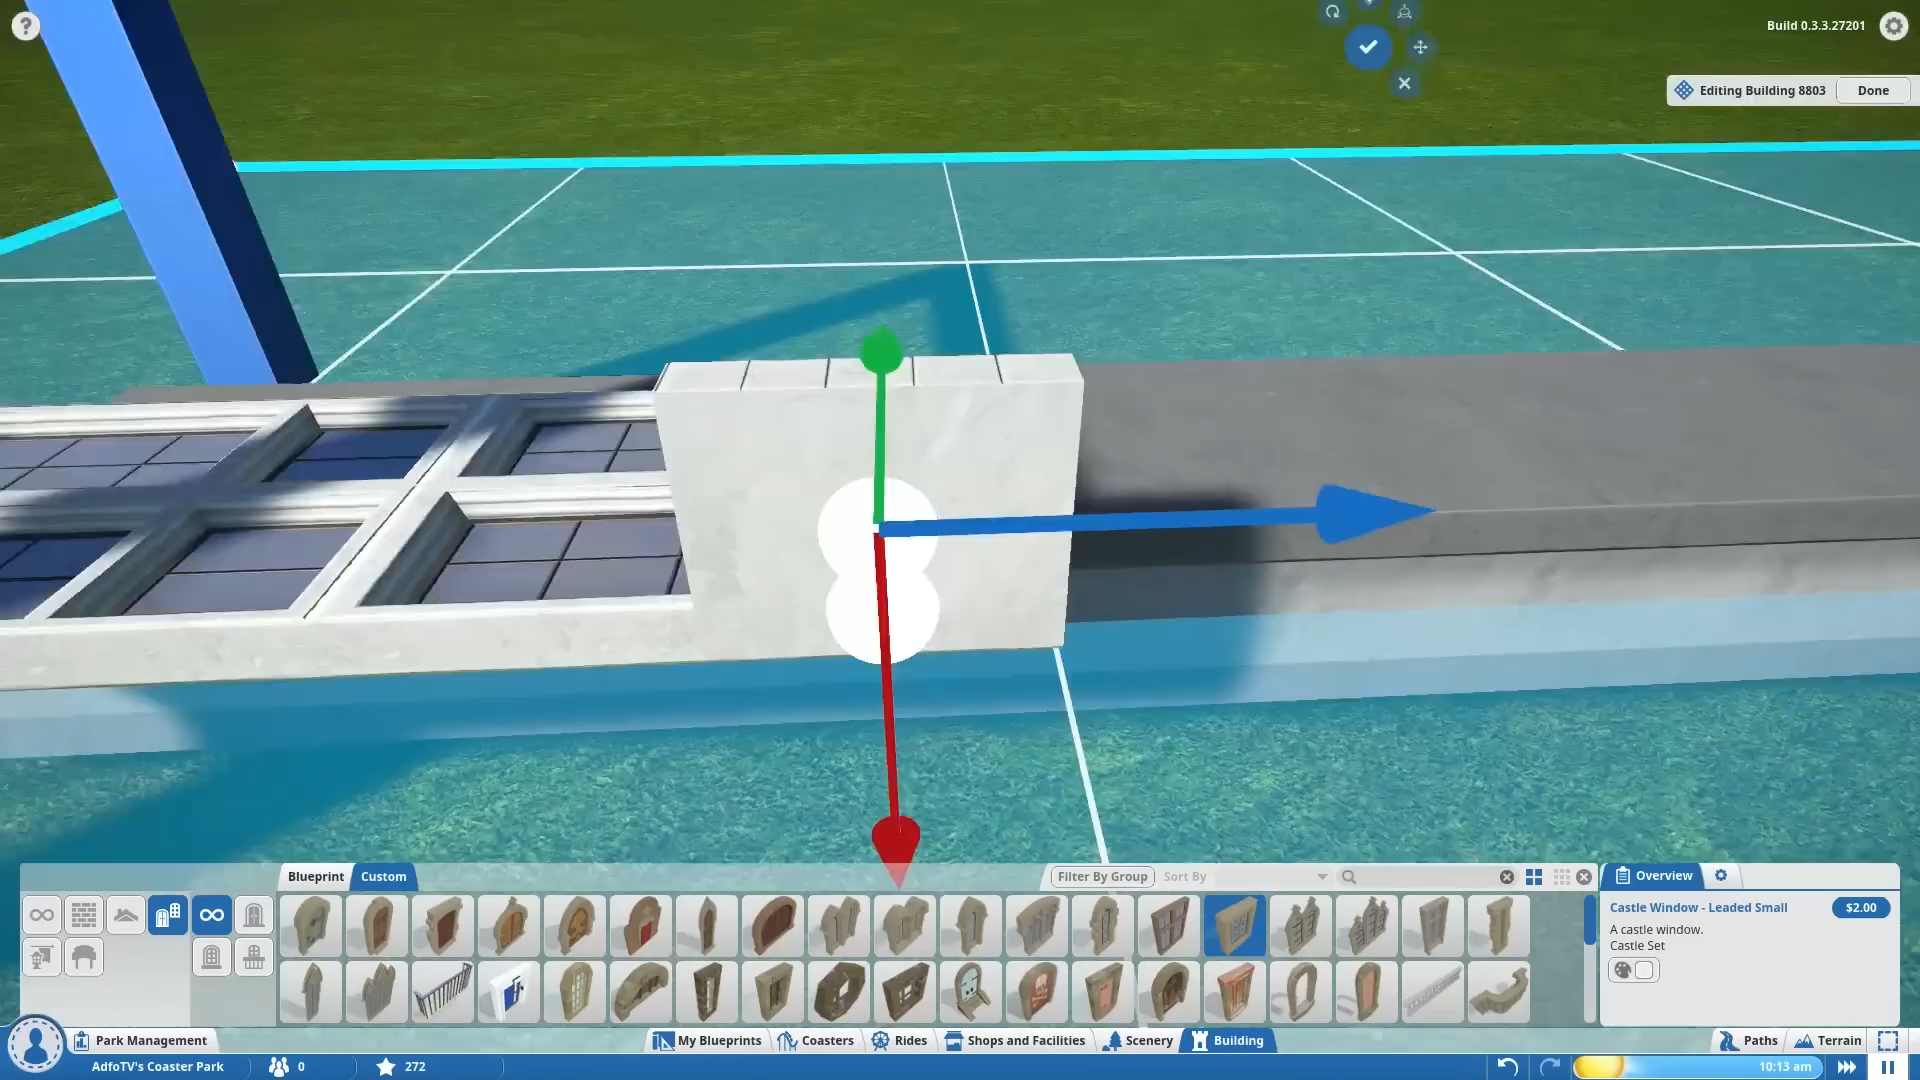 ?
Build 0.3.3.27201
Editing Building 8803
Done
Blueprint
Custom
Filter By Group
Sort By
Overview
Castle Window - Leaded Small
$2.00
A castle window.
Castle Set
Park Management
My Blueprints
Coasters
Rides
Shops and Facilities
Scenery
Building
Paths
Terrain
AdfoTV's Coaster Park
0
272
10:13 am